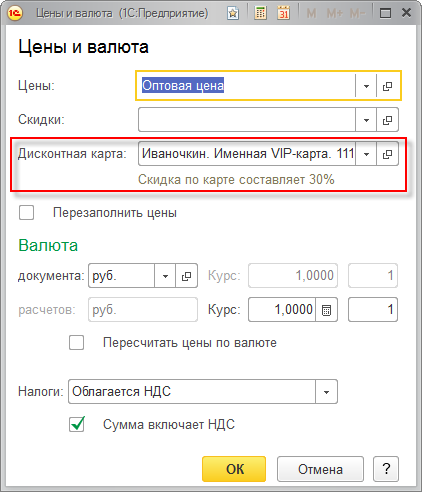 Цены и валюта (1С:Предприятие)
31
M M+ M-
Цены и валюта
Цены: Оптовая цена
Скидки:
Дисконтная карта: Иваночкин. Именная VIP-карта. 111
Скидка по карте составляет 30%
Перезаполнить цены
Валюта
документа: руб. Курс: 1,0000 1
расчетов: руб. Курс: 1,0000 1
Пересчитать цены по валюте
Налоги: Облагается НДС
Сумма включает НДС
ОК Отмена ?